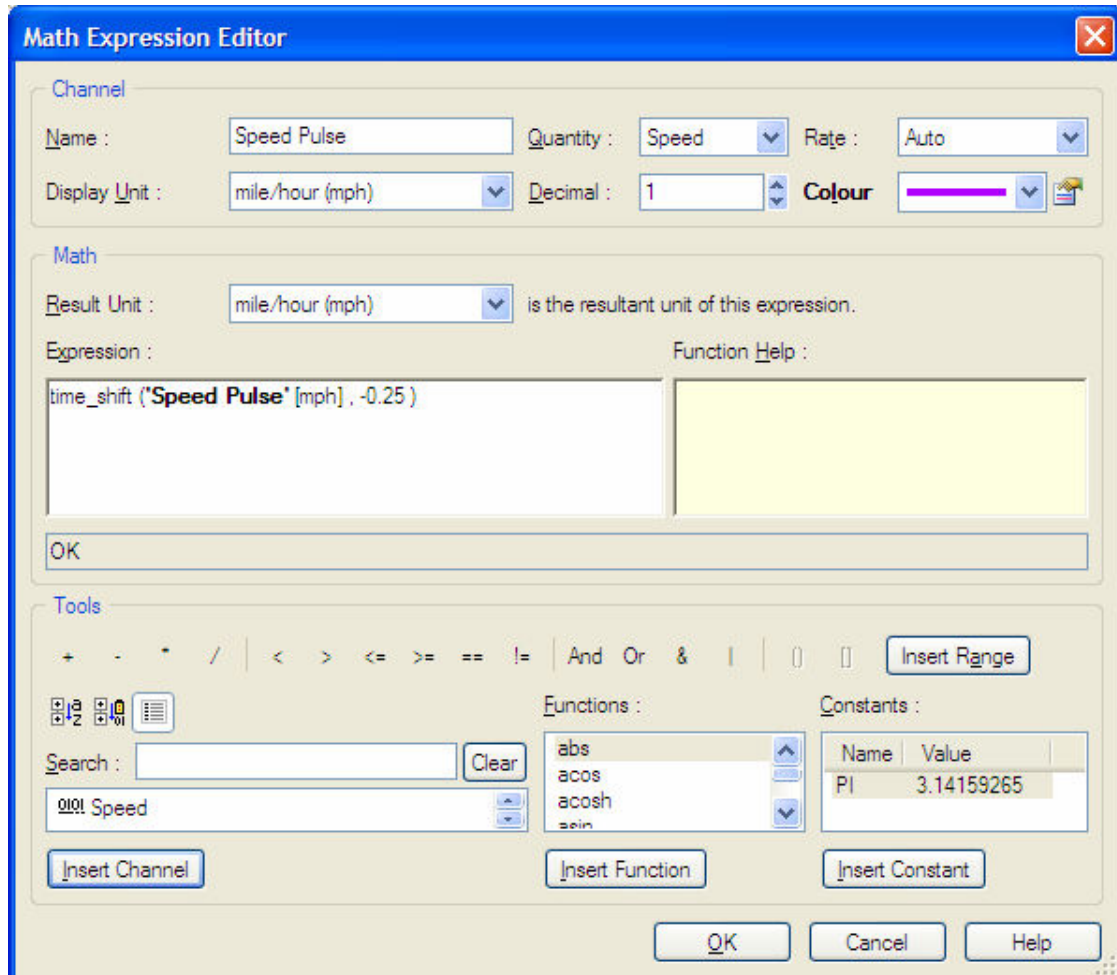 Math Expression Editor
Channel
Name : Speed Pulse Quantity : Speed Rate : Auto
Display Unit : mile/hour (mph) Decimal : 1 Colour
Math
Result Unit : mile/hour (mph) is the resultant unit of this expression.
Expression : Function Help :
time_shift ("Speed Pulse" [mph] , -0.25 )
OK
Tools
+ - * / < > <= >= == != And Or & | () [] Insert Range
Functions : Constants :
Search : Clear abs Name Value
acos PI 3.14159265
Speed acosh
asin
Insert Channel Insert Function Insert Constant
OK Cancel Help